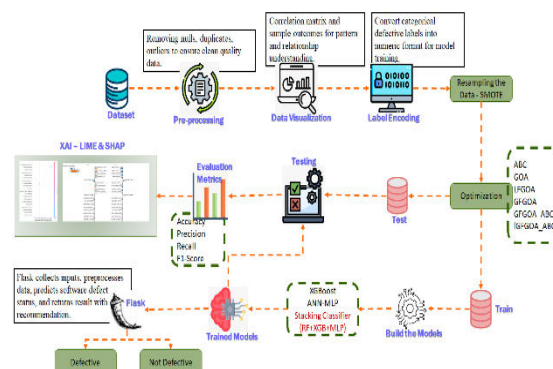 Removing nulls, duplicates,
outliers to ensure clean quality
data.
Correlation matrix and
sample outcomes for pattern
and relationship
understanding.
Convert categorical
defective labels into
numeric format for model
training.
Dataset
Pre-processing
Data Visualization
Label Encoding
Resampling the
Data - SMOTE
XAI – LIME & SHAP
Evaluation
Metrics
Testing
Test
Optimization
ABC
GOA
LFGOA
GFGOA
GFGOA_ABC
IGFGOA_ABC
Accuracy
Precision
Recall
F1-Score
Flask collects inputs, preprocesses
data, predicts software defect
status, and returns result with
recommendation.
Flask
Trained Models
XGBoost
ANN-MLP
Stacking Classifier
(RF+XGB+MLP)
Build the Models
Train
Defective
Not Defective